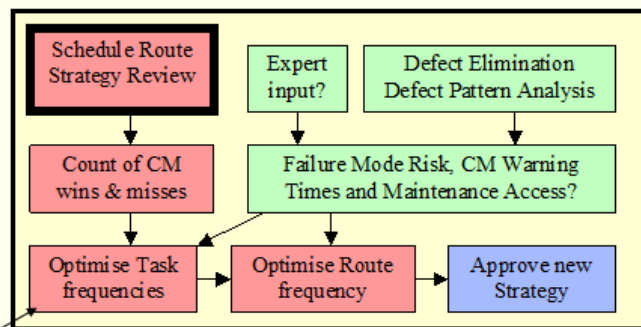 Schedule Route
Strategy Review
Expert
input?
Defect Elimination
Defect Pattern Analysis
Count of CM
wins & misses
Failure Mode Risk, CM Warning
Times and Maintenance Access?
Optimise Task
frequencies
Optimise Route
frequency
Approve new
Strategy